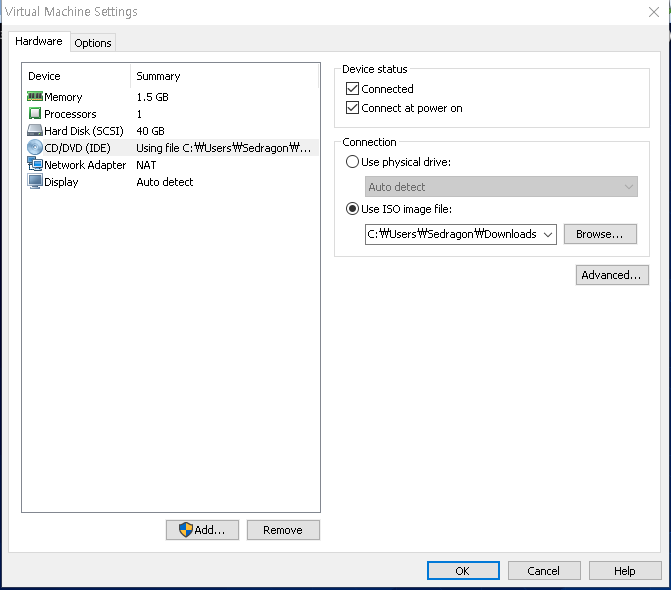 Virtual Machine Settings
Hardware Options
Device Summary
Memory 1.5 GB
Processors 1
Hard Disk (SCSI) 40 GB
CD/DVD (IDE) Using file C:₩Users₩Sedragon₩...
Network Adapter NAT
Display Auto detect
Add...
Remove
Device status
Connected
Connect at power on
Connection
Use physical drive:
Auto detect
Use ISO image file:
C:₩Users₩Sedragon₩Downloads
Browse...
Advanced...
OK
Cancel
Help